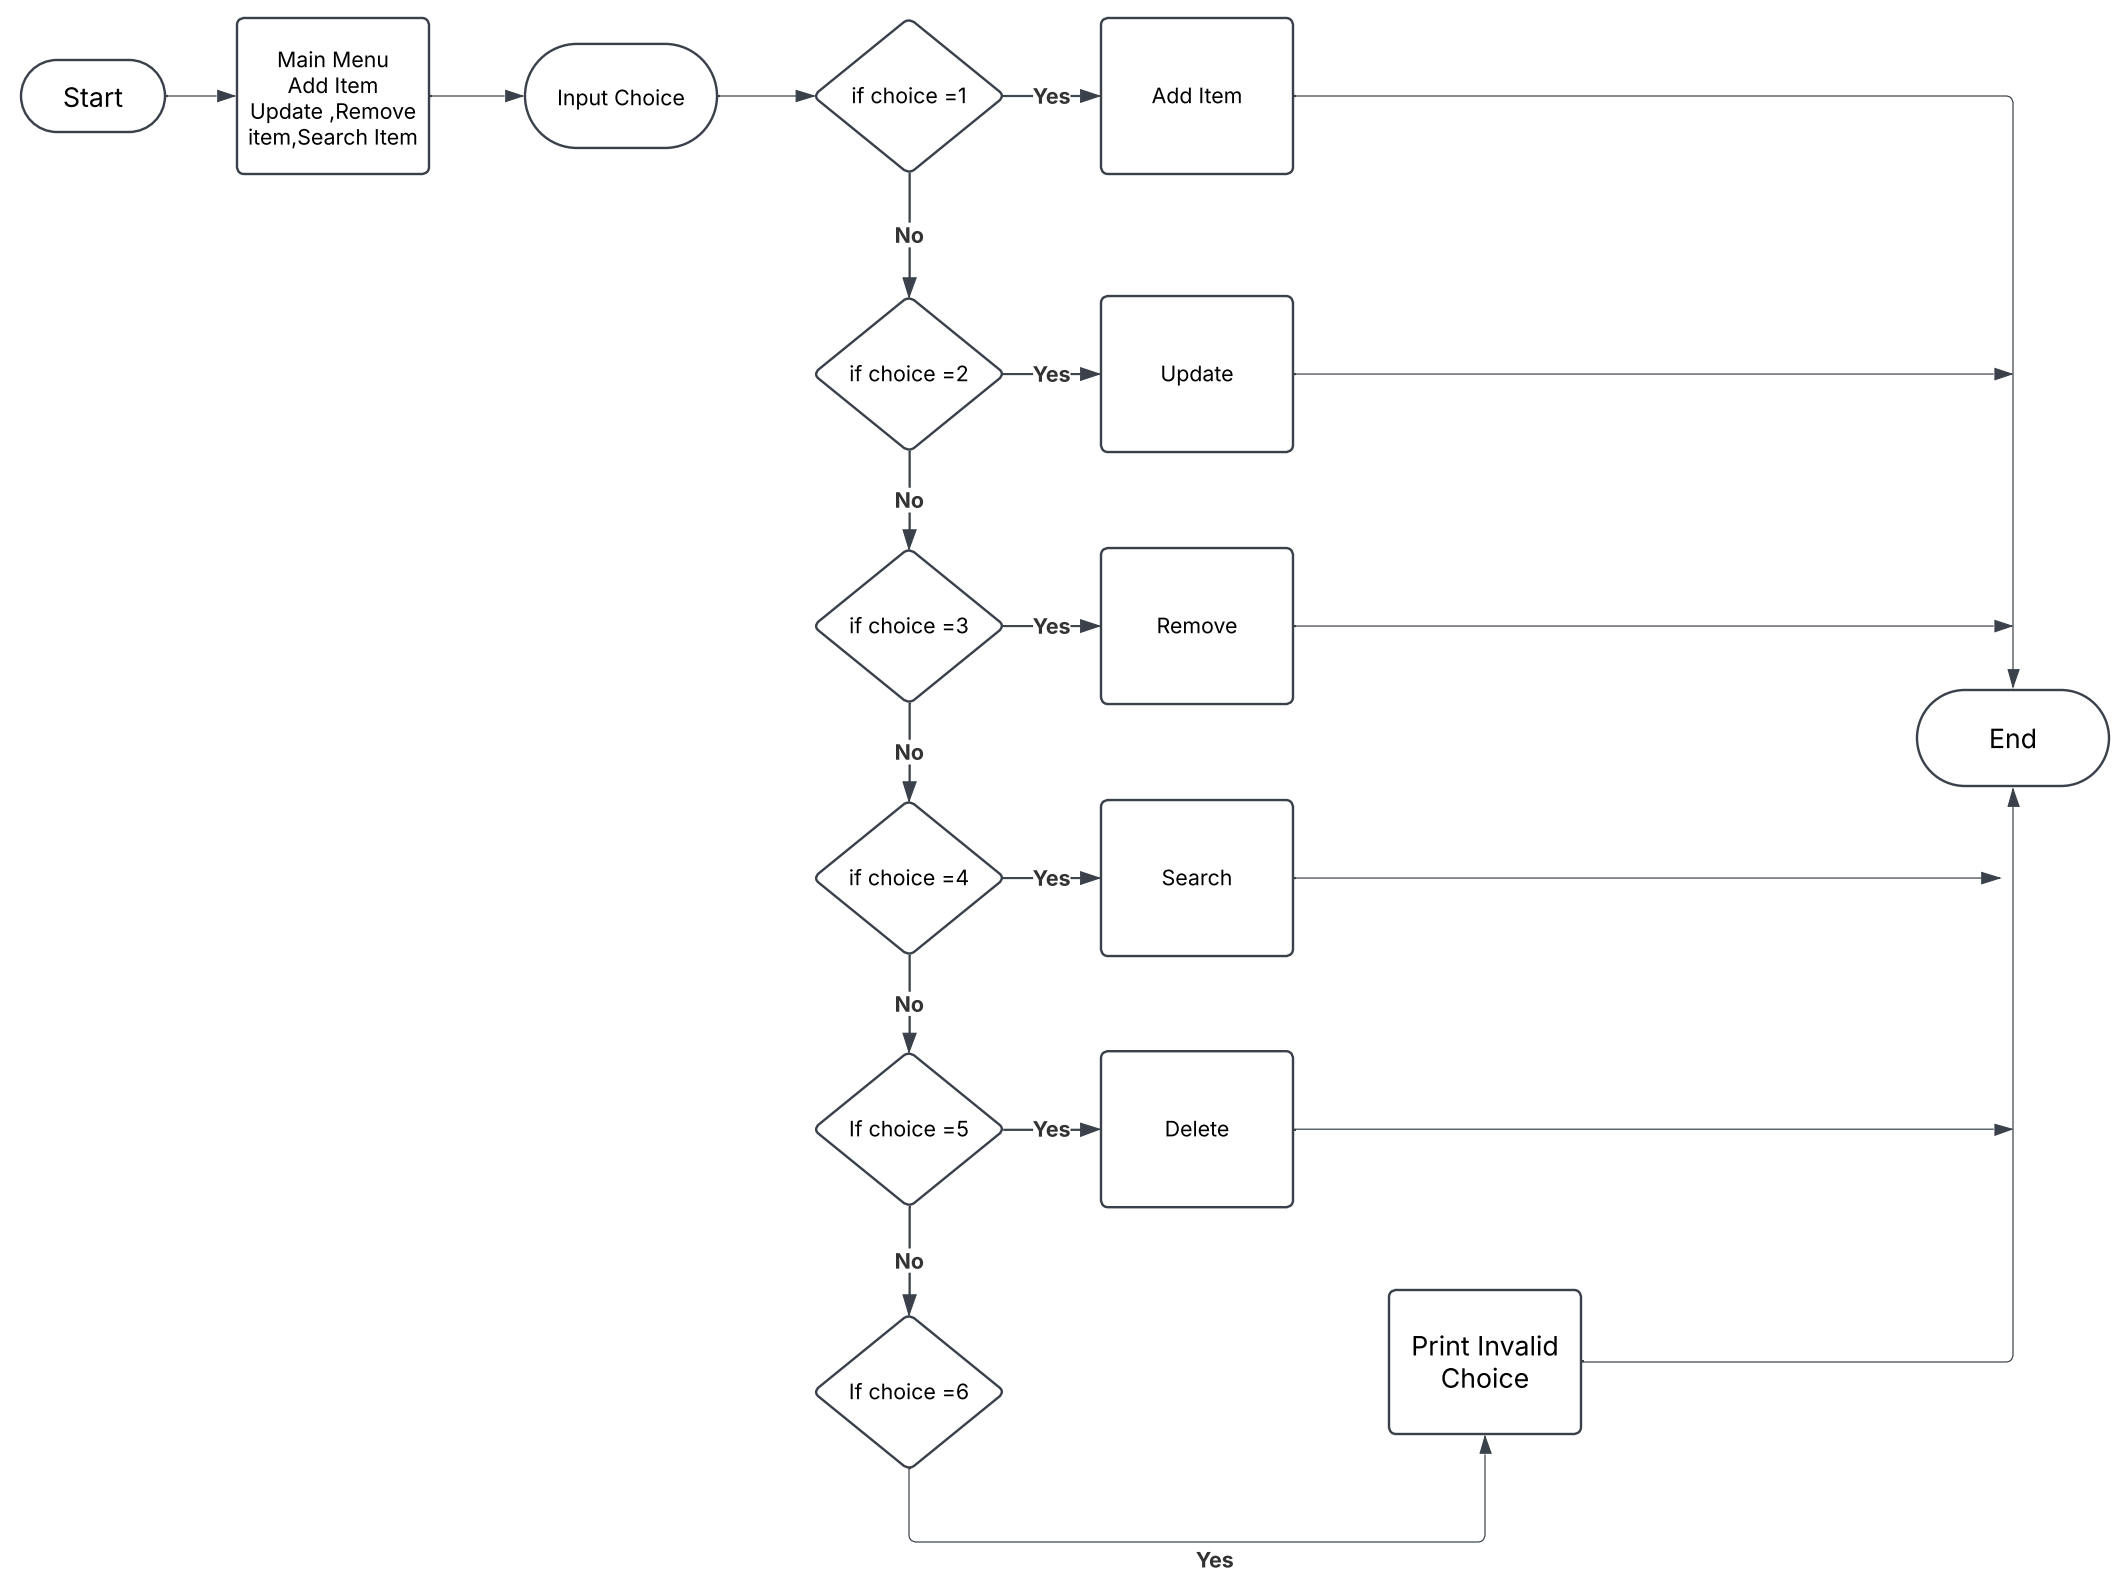 Start
Main Menu
Add Item
Update ,Remove
item,Search Item
Input Choice
if choice =1
Yes
Add Item
No
if choice =2
Yes
Update
No
if choice =3
Yes
Remove
No
End
if choice =4
Yes
Search
No
If choice =5
Yes
Delete
No
If choice =6
Print Invalid
Choice
Yes